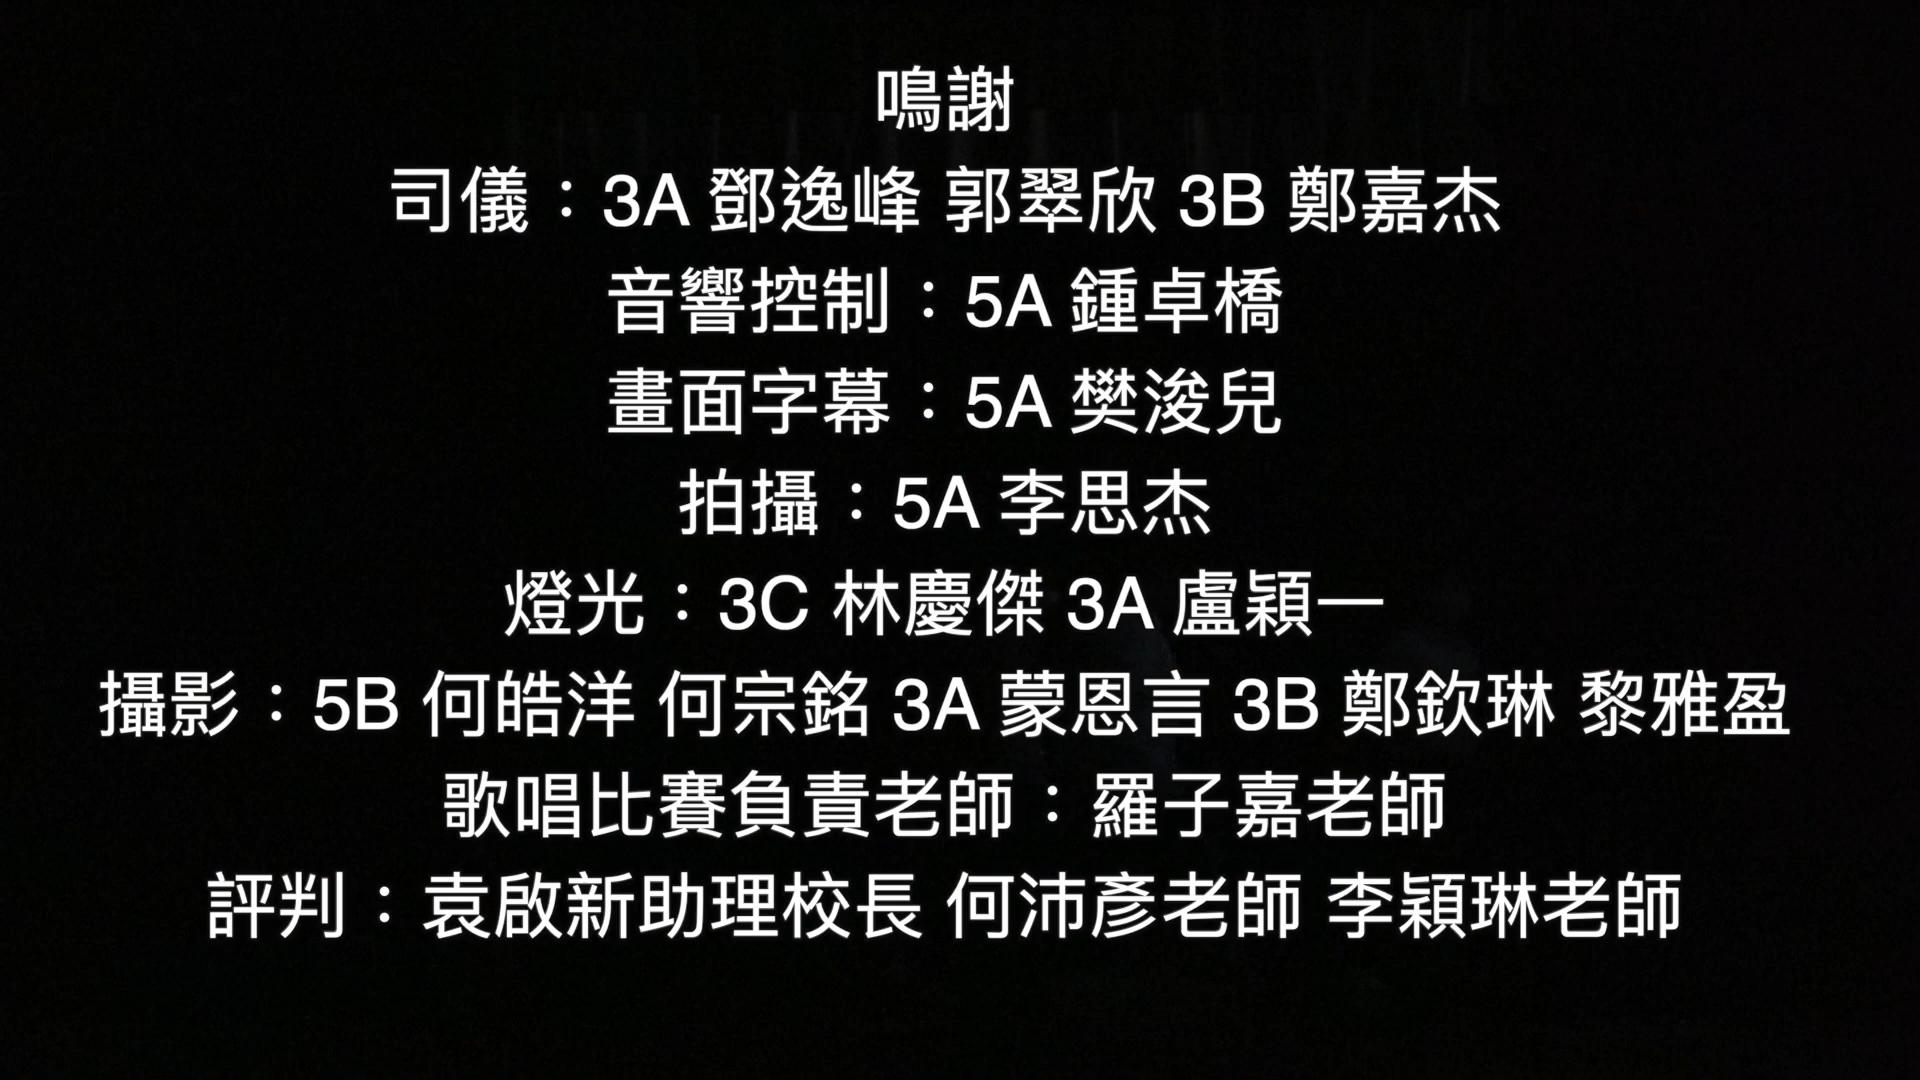 鳴謝
司儀：3A 鄧逸峰 郭翠欣 3B 鄭嘉杰
音響控制：5A 鍾卓橋
畫面字幕：5A 樊浚兒
拍攝：5A 李思杰
燈光：3C 林慶傑 3A 盧穎一
攝影：5B 何皓洋 何宗銘 3A 蒙恩言 3B 鄭欽琳 黎雅盈
歌唱比賽負責老師：羅子嘉老師
評判：袁啟新助理校長 何沛彥老師 李穎琳老師